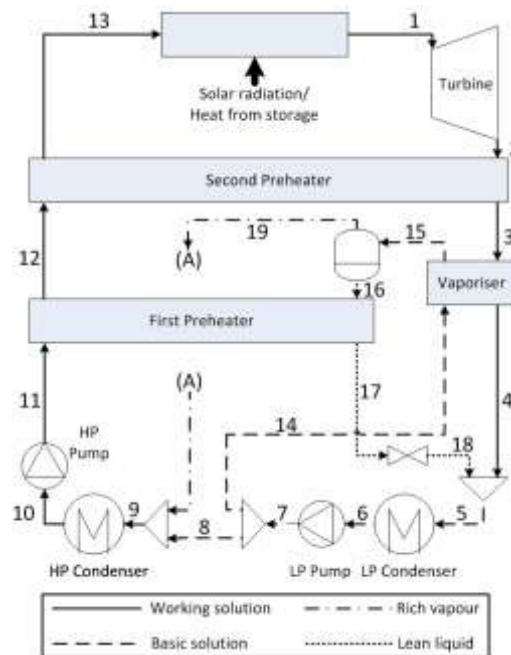 13
1
Solar radiation/
Heat from storage
Turbine
2
Second Preheater
19
15
3
(A)
12
16
Vaporiser
First Preheater
(A)
17
4
11
14
HP
Pump
18
10
9
8
7
6
5
HP Condenser
LP Pump
LP Condenser
Working solution
Rich vapour
Basic solution
Lean liquid